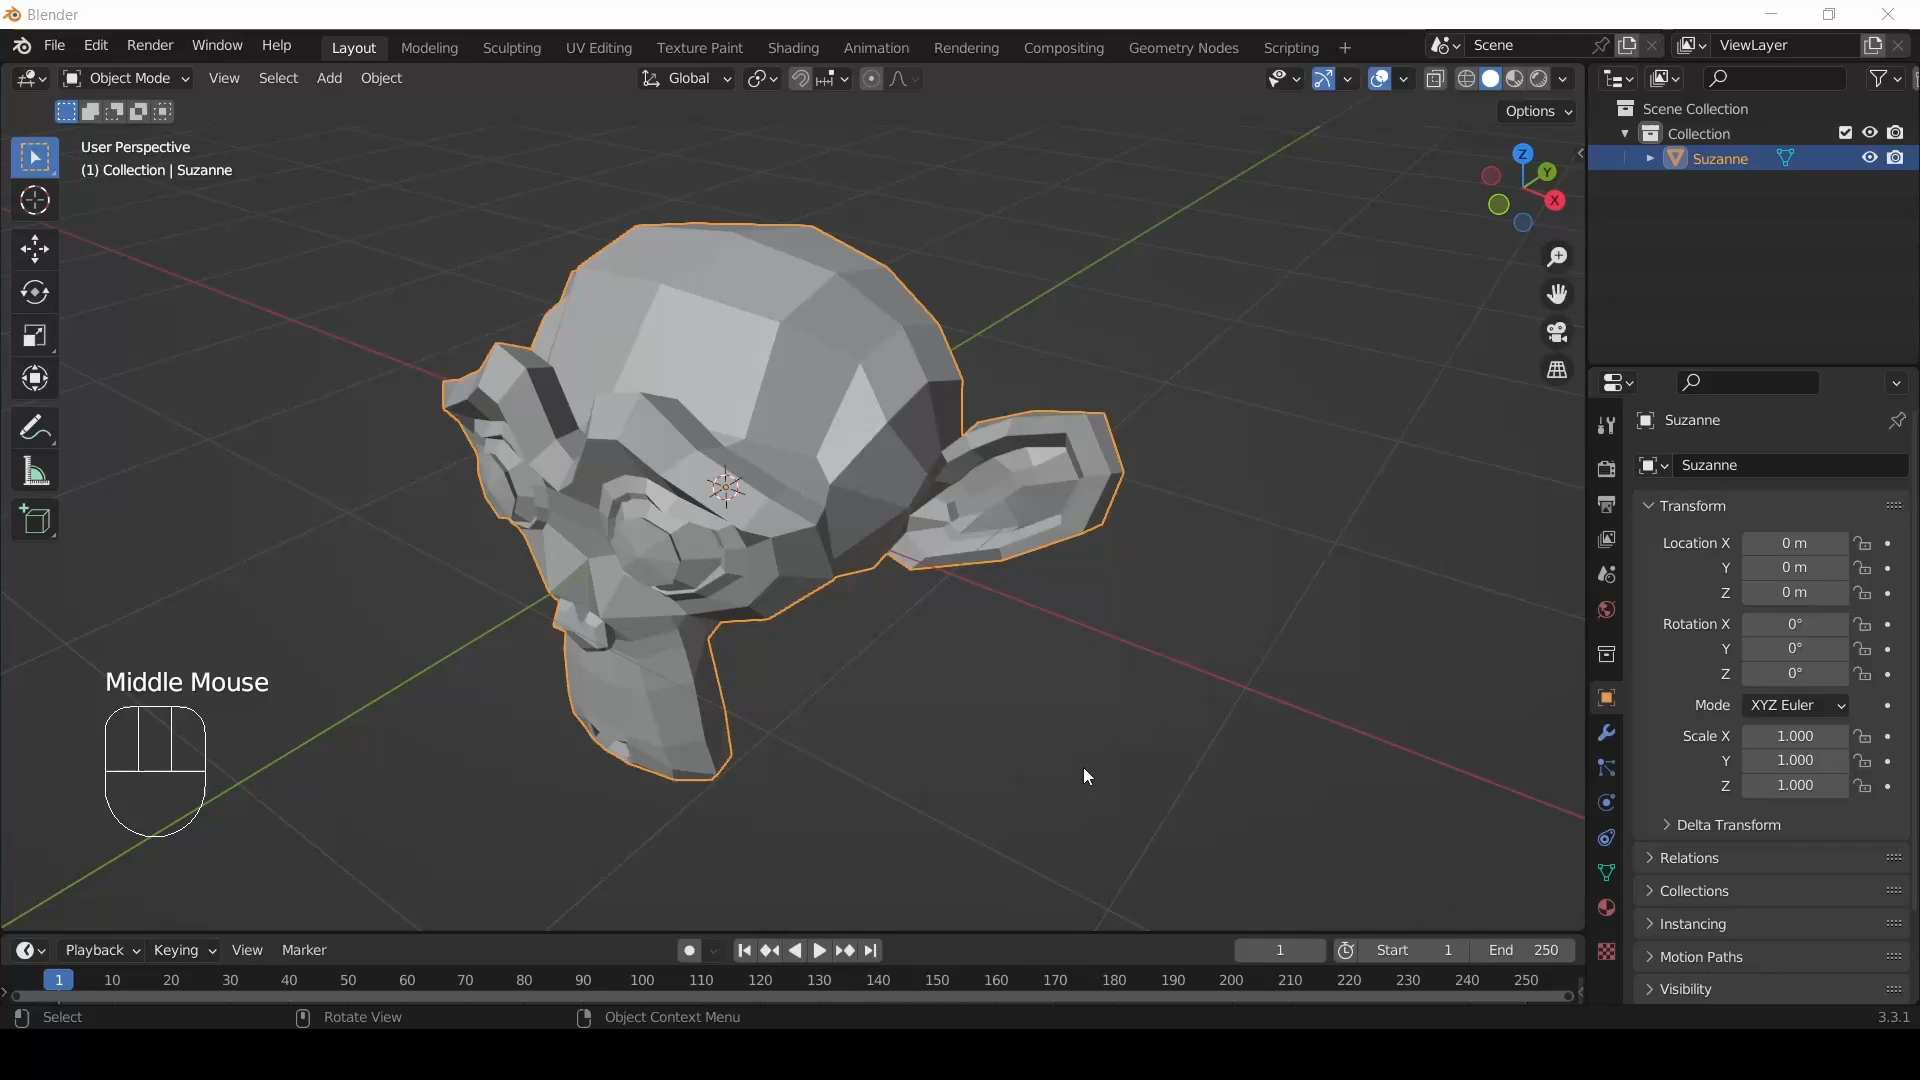 Blender
File Edit Render Window Help Layout Modeling Sculpting UV Editing Texture Paint Shading Animation Rendering Compositing Geometry Nodes Scripting + Scene ViewLayer
Object Mode View Select Add Object Global
Options
User Perspective
(1) Collection | Suzanne
Z
Y
X
Middle Mouse
Scene Collection
Collection
Suzanne
Suzanne
Suzanne
Transform
Location X 0 m
Y 0 m
Z 0 m
Rotation X 0°
Y 0°
Z 0°
Mode XYZ Euler
Scale X 1.000
Y 1.000
Z 1.000
Delta Transform
Relations
Collections
Instancing
Motion Paths
Visibility
Playback Keying View Marker 1 Start 1 End 250
1 10 20 30 40 50 60 70 80 90 100 110 120 130 140 150 160 170 180 190 200 210 220 230 240 250
Select Rotate View Object Context Menu 3.3.1